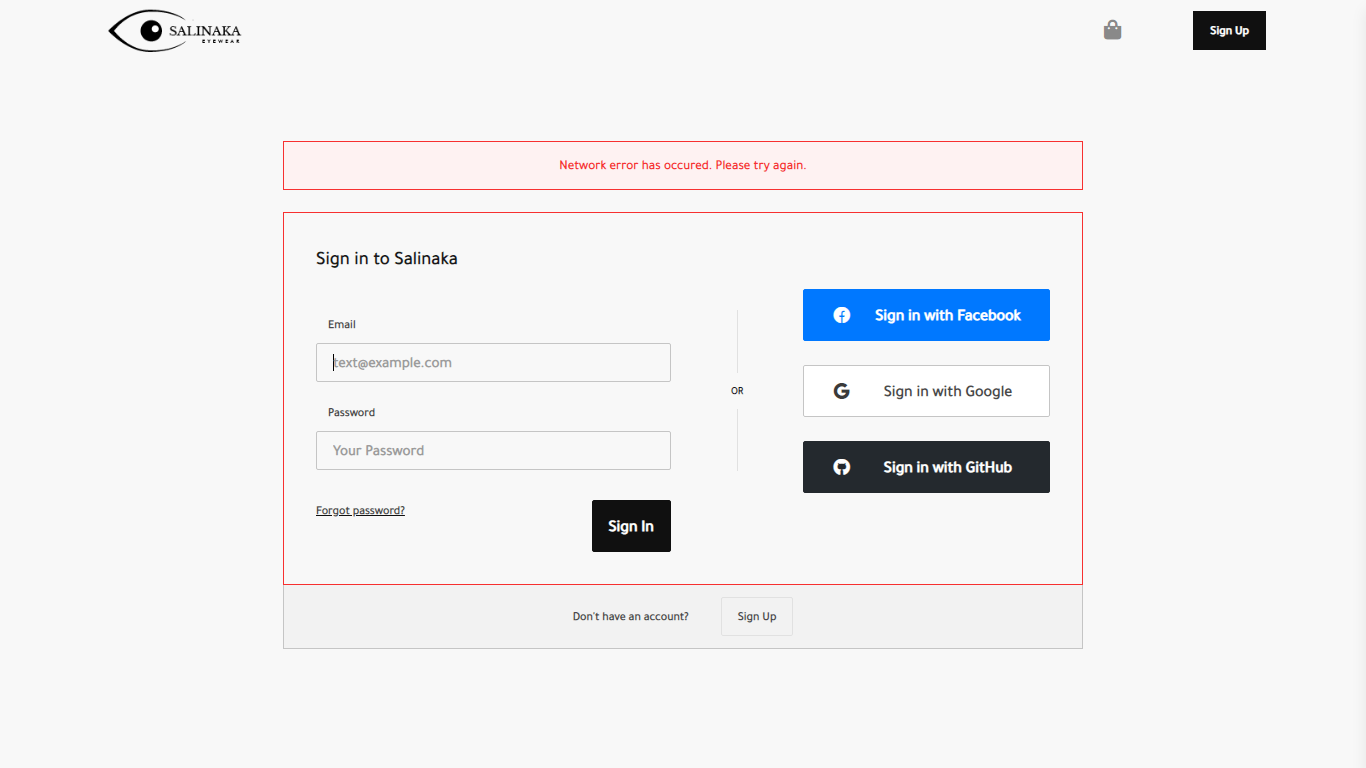 SALINAKA
EYEWEAR
Sign Up
Network error has occured. Please try again.
Sign in to Salinaka
Email
text@example.com
Password
Your Password
Forgot password?
Sign In
OR
Sign in with Facebook
Sign in with Google
Sign in with GitHub
Don't have an account?
Sign Up